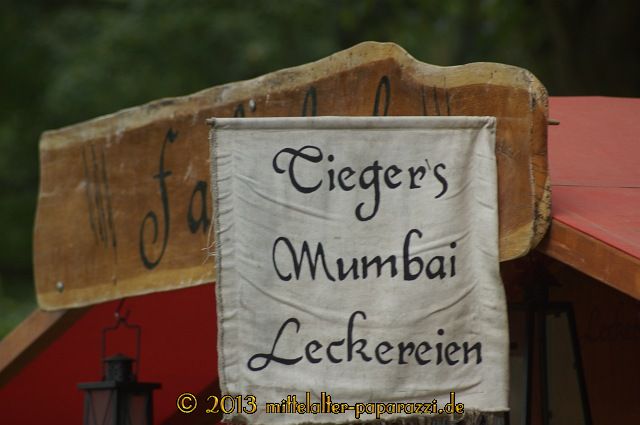 Tieger's
Mumbai
Leckereien
© 2013 mittelalter-paparazzi.de